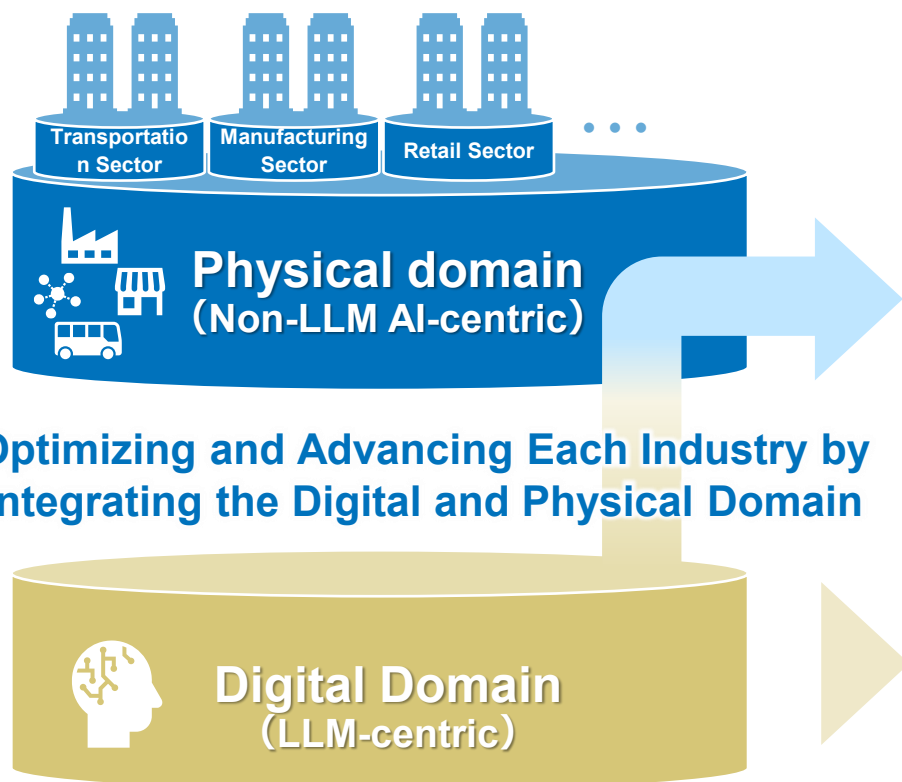 Transportatio
n Sector
Manufacturing
Sector
Retail Sector
Physical domain
（Non-LLM AI-centric）
Optimizing and Advancing Each Industry by
Integrating the Digital and Physical Domain
Digital Domain
（LLM-centric）